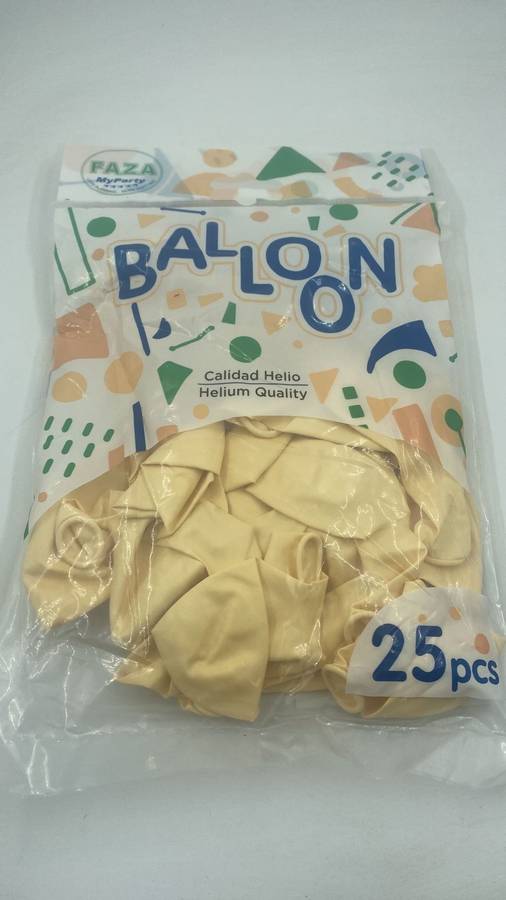 FAZA
MyParty
BALLOON
Calidad Helio
Helium Quality
25pcs